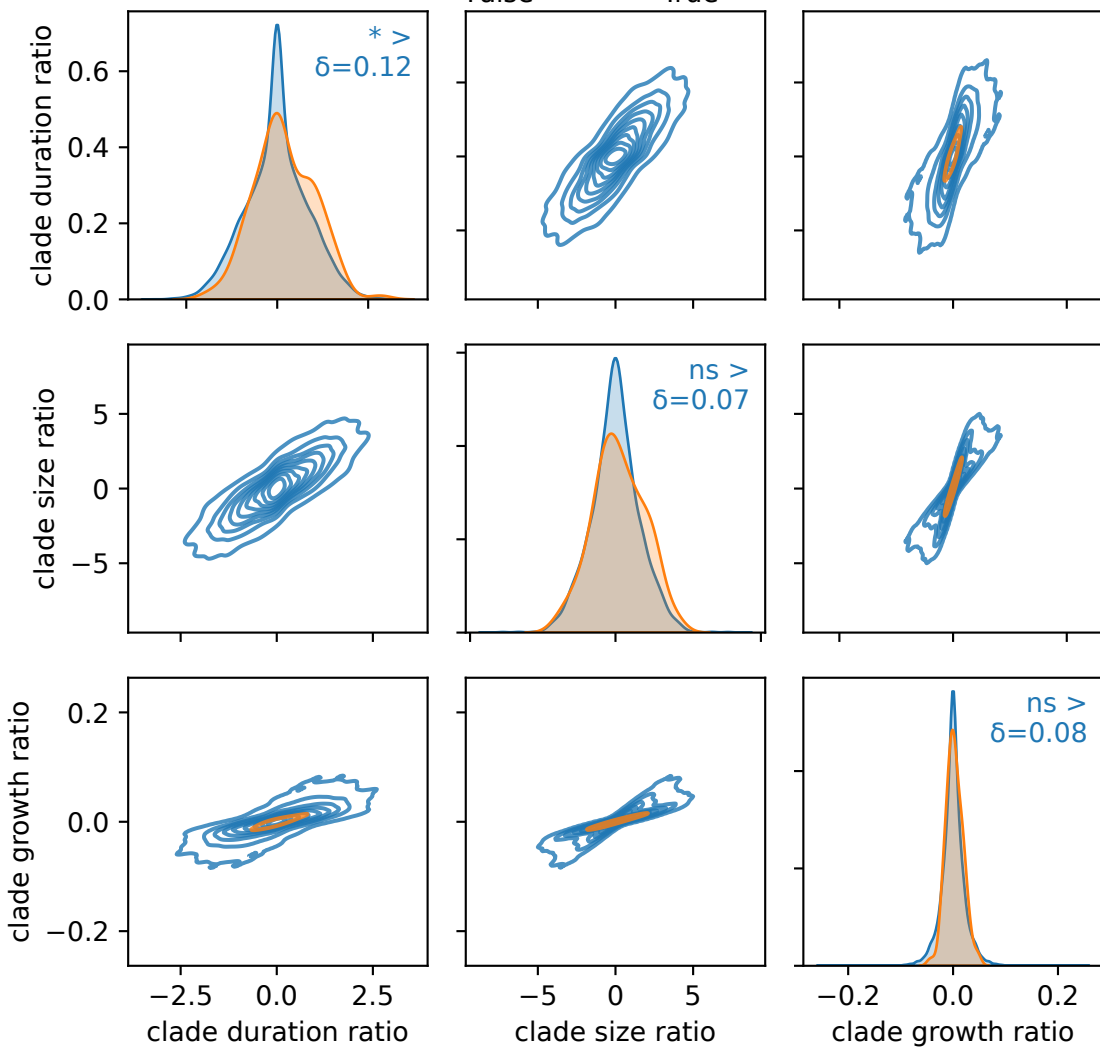 clade duration ratio
0.6
0.4
0.2
0.0
* >
δ=0.12
clade size ratio
5
0
−5
ns >
δ=0.07
clade growth ratio
0.2
0.0
−0.2
ns >
δ=0.08
−2.5 0.0 2.5
−5 0 5
−0.2 0.0 0.2
clade duration ratio
clade size ratio
clade growth ratio